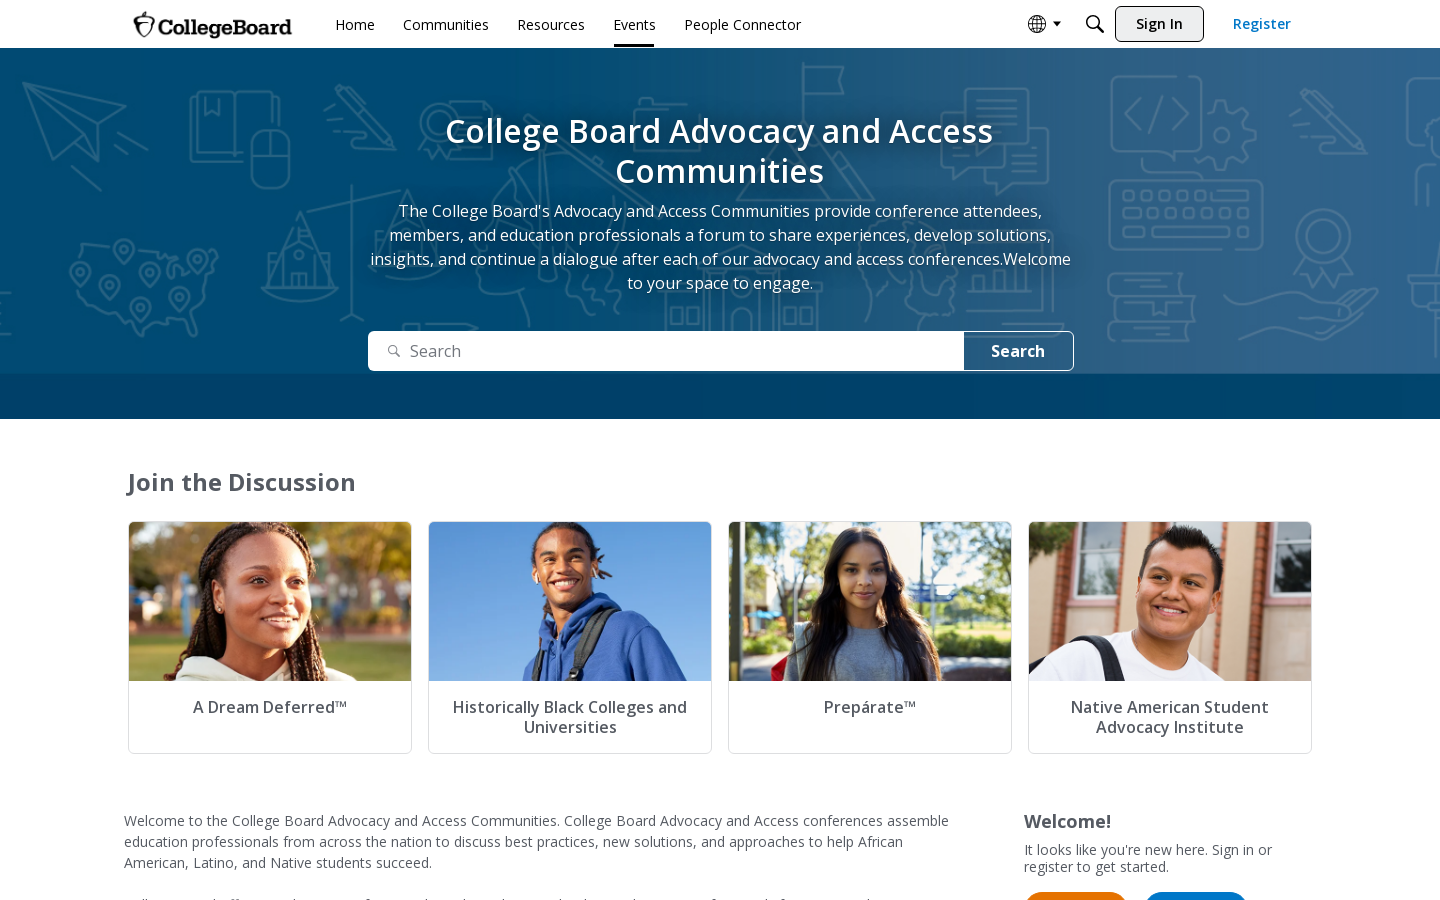 CollegeBoard
Home
Communities
Resources
Events
People Connector
Sign In
Register
College Board Advocacy and Access
Communities
The College Board's Advocacy and Access Communities provide conference attendees,
members, and education professionals a forum to share experiences, develop solutions,
insights, and continue a dialogue after each of our advocacy and access conferences.Welcome
to your space to engage.
Search
Search
Join the Discussion
A Dream Deferred™
Historically Black Colleges and
Universities
Prepárate™
Native American Student
Advocacy Institute
Welcome to the College Board Advocacy and Access Communities. College Board Advocacy and Access conferences assemble
education professionals from across the nation to discuss best practices, new solutions, and approaches to help African
American, Latino, and Native students succeed.
Welcome!
It looks like you're new here. Sign in or
register to get started.